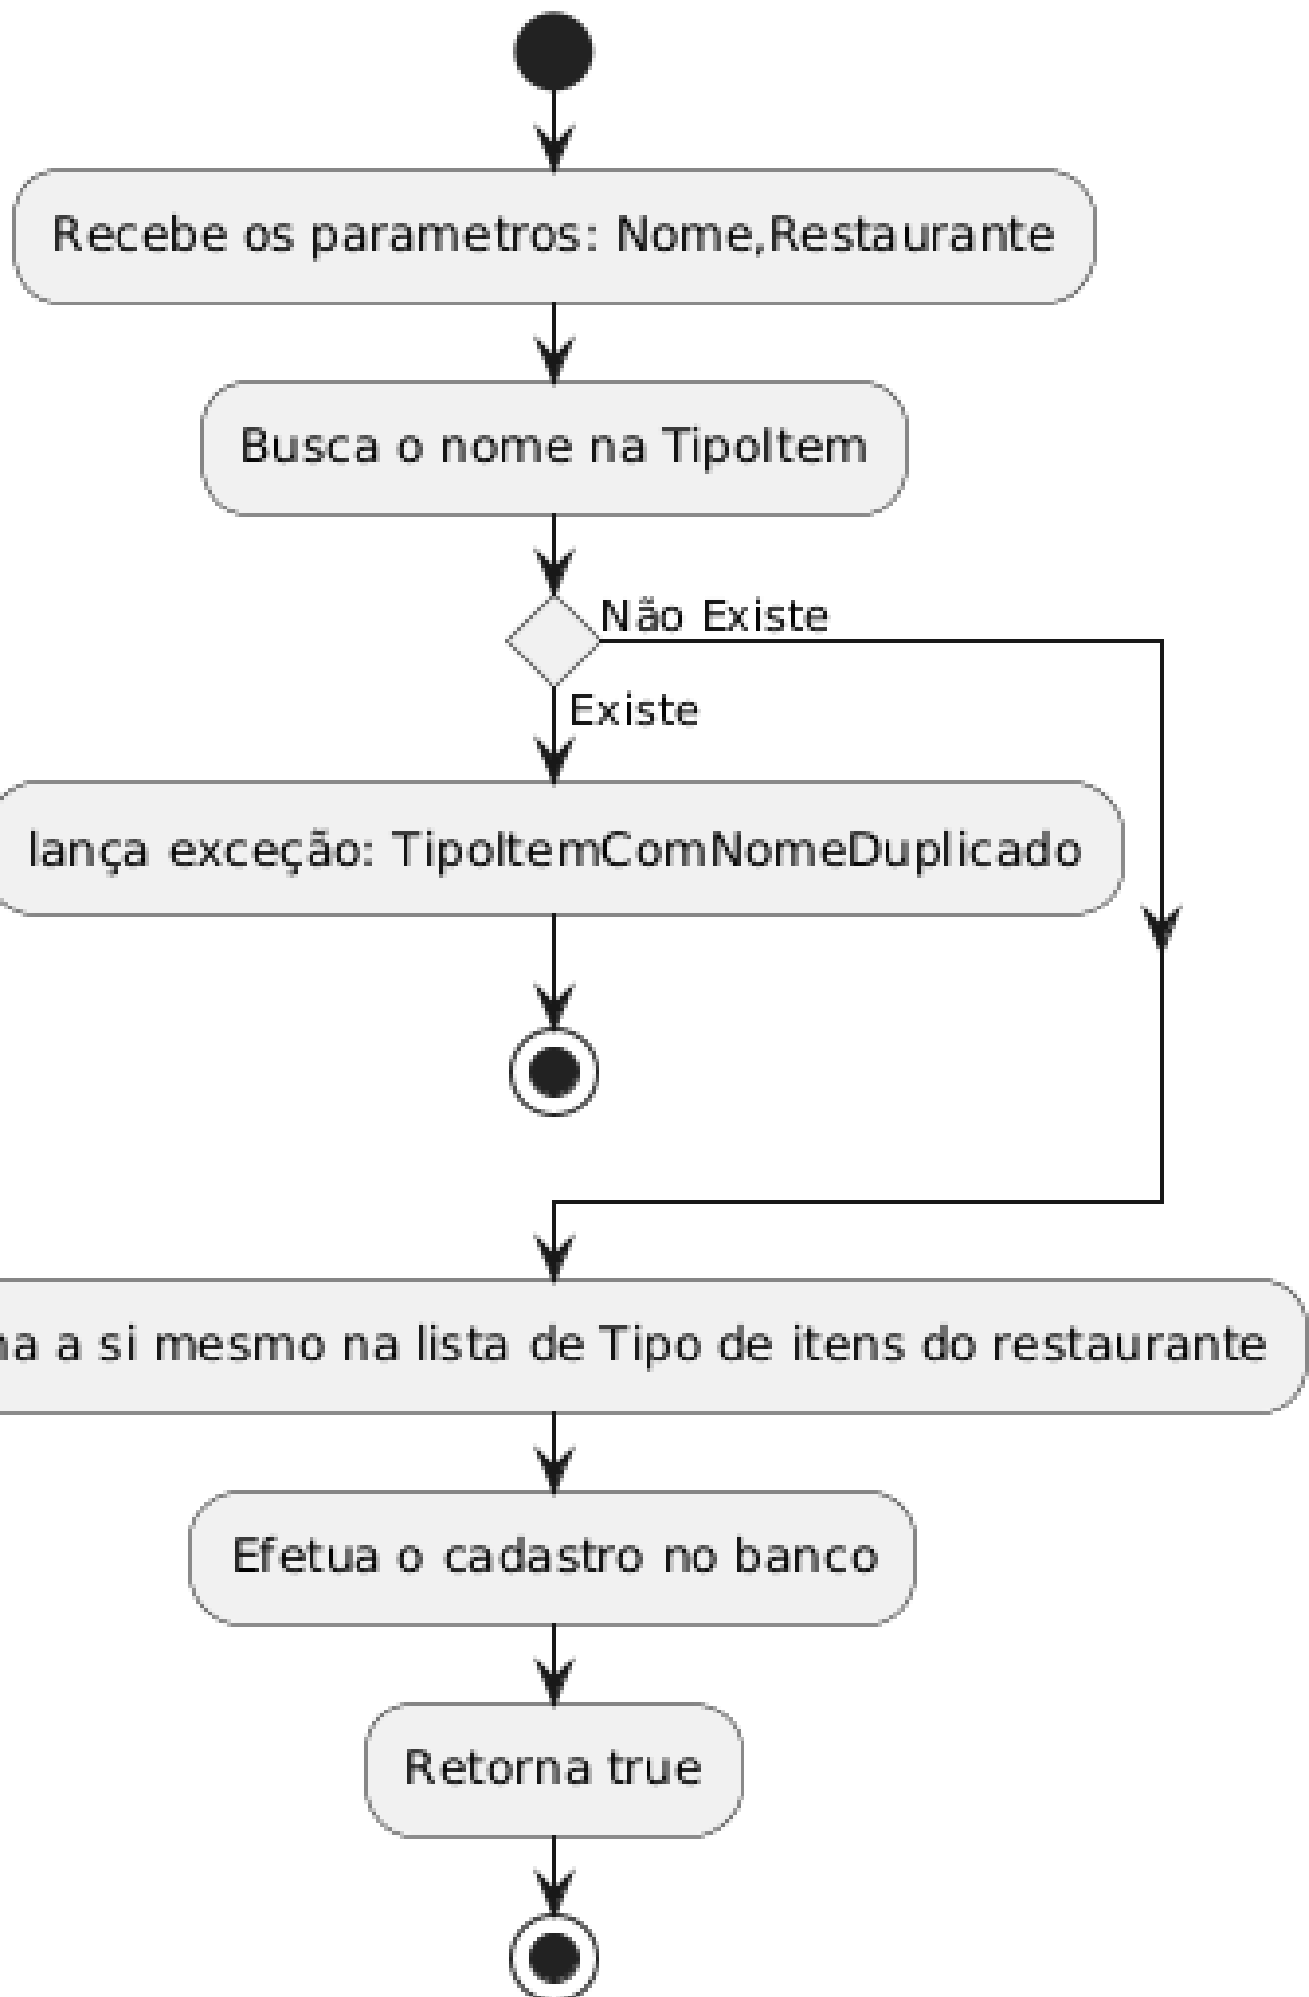 Recebe os parametros: Nome,Restaurante
Busca o nome na TipoItem
Não Existe
Existe
lança exceção: TipoItemComNomeDuplicado
a si mesmo na lista de Tipo de itens do restaurante
Efetua o cadastro no banco
Retorna true